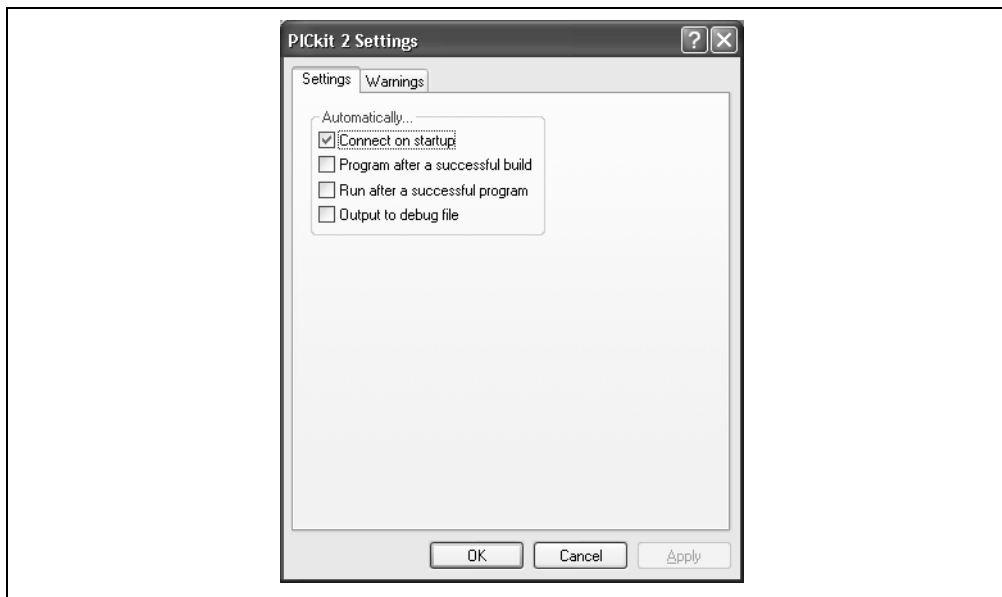 PICkit 2 Settings
Settings Warnings
Automatically...
Connect on startup
Program after a successful build
Run after a successful program
Output to debug file
OK Cancel Apply